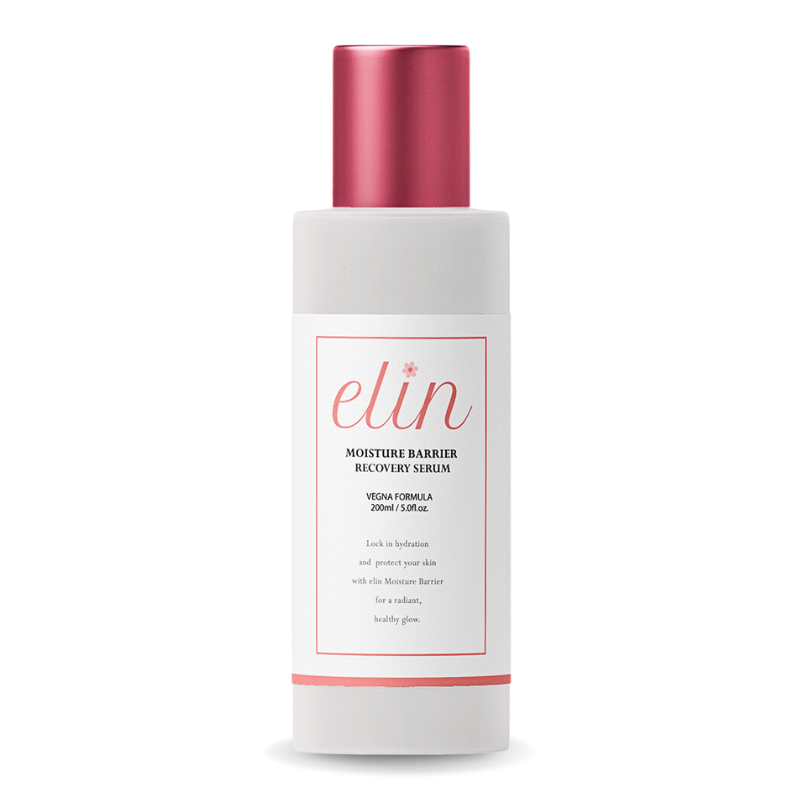 elin
MOISTURE BARRIER
RECOVERY SERUM
VEGNA FORMULA
200ml / 5.0fl.oz.
Lock in hydration
and protect your skin
with elin Moisture Barrier
for a radiant,
healthy glow.